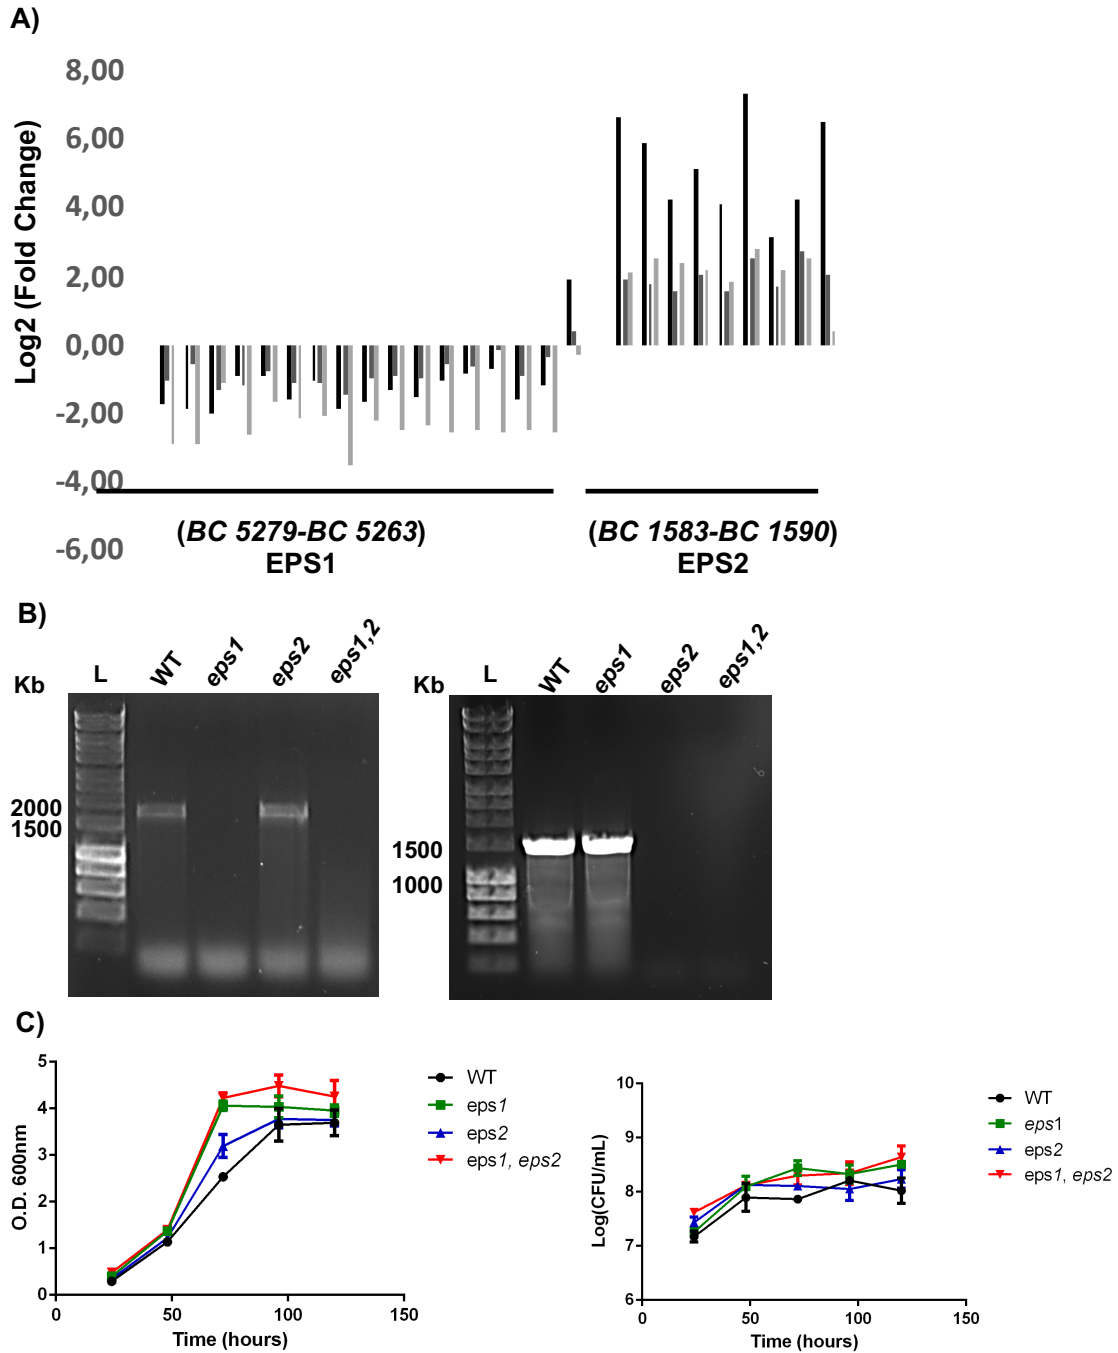 A)
Log2 (Fold Change)
8,00
6,00
4,00
2,00
0,00
-2,00
-4,00
-6,00
(BC 5279-BC 5263)
EPS1
(BC 1583-BC 1590)
EPS2
B)
Kb
L
WT
eps1
eps2
eps1,2
2000
1500
Kb
L
WT
eps1
eps2
eps1,2
1500
1000
C)
O.D. 600nm
5
4
3
2
1
0
0
50
100
150
Time (hours)
WT
eps1
eps2
eps1, eps2
Log(CFU/mL)
10
9
8
7
6
0
50
100
150
Time (hours)
WT
eps1
eps2
eps1, eps2